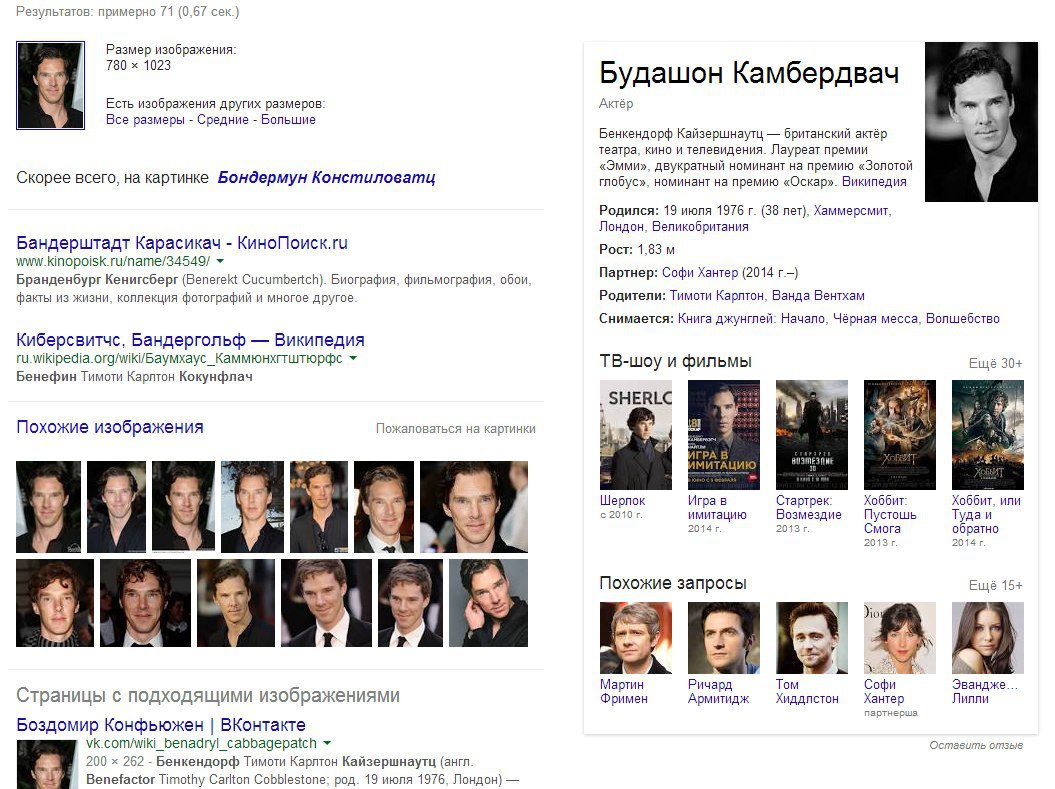 Результатов: примерно 71 (0,67 сек.)
Размер изображения:
780 × 1023
Есть изображения других размеров:
Все размеры - Средние - Большие
Скорее всего, на картинке Бондермун Констиловатц
Бандерштадт Карасикач - КиноПоиск.ru
www.kinopoisk.ru/name/34549/
Бранденбург Кенигсберг (Benerekt Cucumbertch). Биография, фильмография, обои,
факты из жизни, коллекция фотографий и многое другое.
Киберсвитчс, Бандергольф — Википедия
ru.wikipedia.org/wiki/Баумхаус_Каммюнхгтштюрфс
Бенефин Тимоти Карлтон Кокунфлач
Похожие изображения
Пожаловаться на картинки
Страницы с подходящими изображениями
Боздомир Конфьюжен | ВКонтакте
vk.com/wiki_benadryl_cabbagepatch
200 × 262 - Бенкендорф Тимоти Карлтон Кайзершнаутц (англ.
Benefactor Timothy Carlton Cobblestone; род. 19 июля 1976, Лондон) —
Будашон Камбердвач
Актёр
Бенкендорф Кайзершнаутц — британский актёр
театра, кино и телевидения. Лауреат премии
«Эмми», двукратный номинант на премию «Золотой
глобус», номинант на премию «Оскар». Википедия
Родился: 19 июля 1976 г. (38 лет), Хаммерсмит,
Лондон, Великобритания
Рост: 1,83 м
Партнер: Софи Хантер (2014 г.–)
Родители: Тимоти Карлтон, Ванда Вентхам
Снимается: Книга джунглей: Начало, Чёрная месса, Волшебство
ТВ-шоу и фильмы
Ещё 30+
SHERLO
ИГРА В
ИМИТАЦИЮ
СТАРТРЕК
ВОЗМЕЗДИЕ
ХОББИТ
ХОББИТ
Шерлок
с 2010 г.
Игра в
имитацию
2014 г.
Стартрек:
Возмездие
2013 г.
Хоббит:
Пустошь
Смога
2013 г.
Хоббит, или
Туда и
обратно
2014 г.
Похожие запросы
Ещё 15+
Dior
Мартин
Фримен
Ричард
Армитидж
Том
Хиддлстон
Софи
Хантер
партнерша
Эвандже...
Лилли
Оставить отзыв